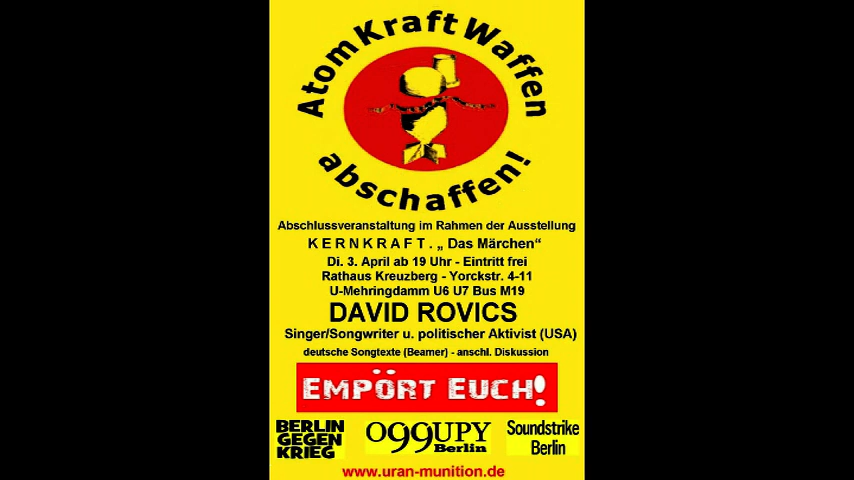 AtomKraftWaffen
abschaffen!
Abschlussveranstaltung im Rahmen der Ausstellung
KERNKRAFT. „Das Märchen“
Di. 3. April ab 19 Uhr - Eintritt frei
Rathaus Kreuzberg - Yorckstr. 4-11
U-Mehringdamm U6 U7 Bus M19
DAVID ROVICS
Singer/Songwriter u. politischer Aktivist (USA)
deutsche Songtexte (Beamer) - anschl. Diskussion
EMPÖRT EUCH!
BERLIN
GEGEN
KRIEG
O99UPY
Berlin
Soundstrike
Berlin
www.uran-munition.de